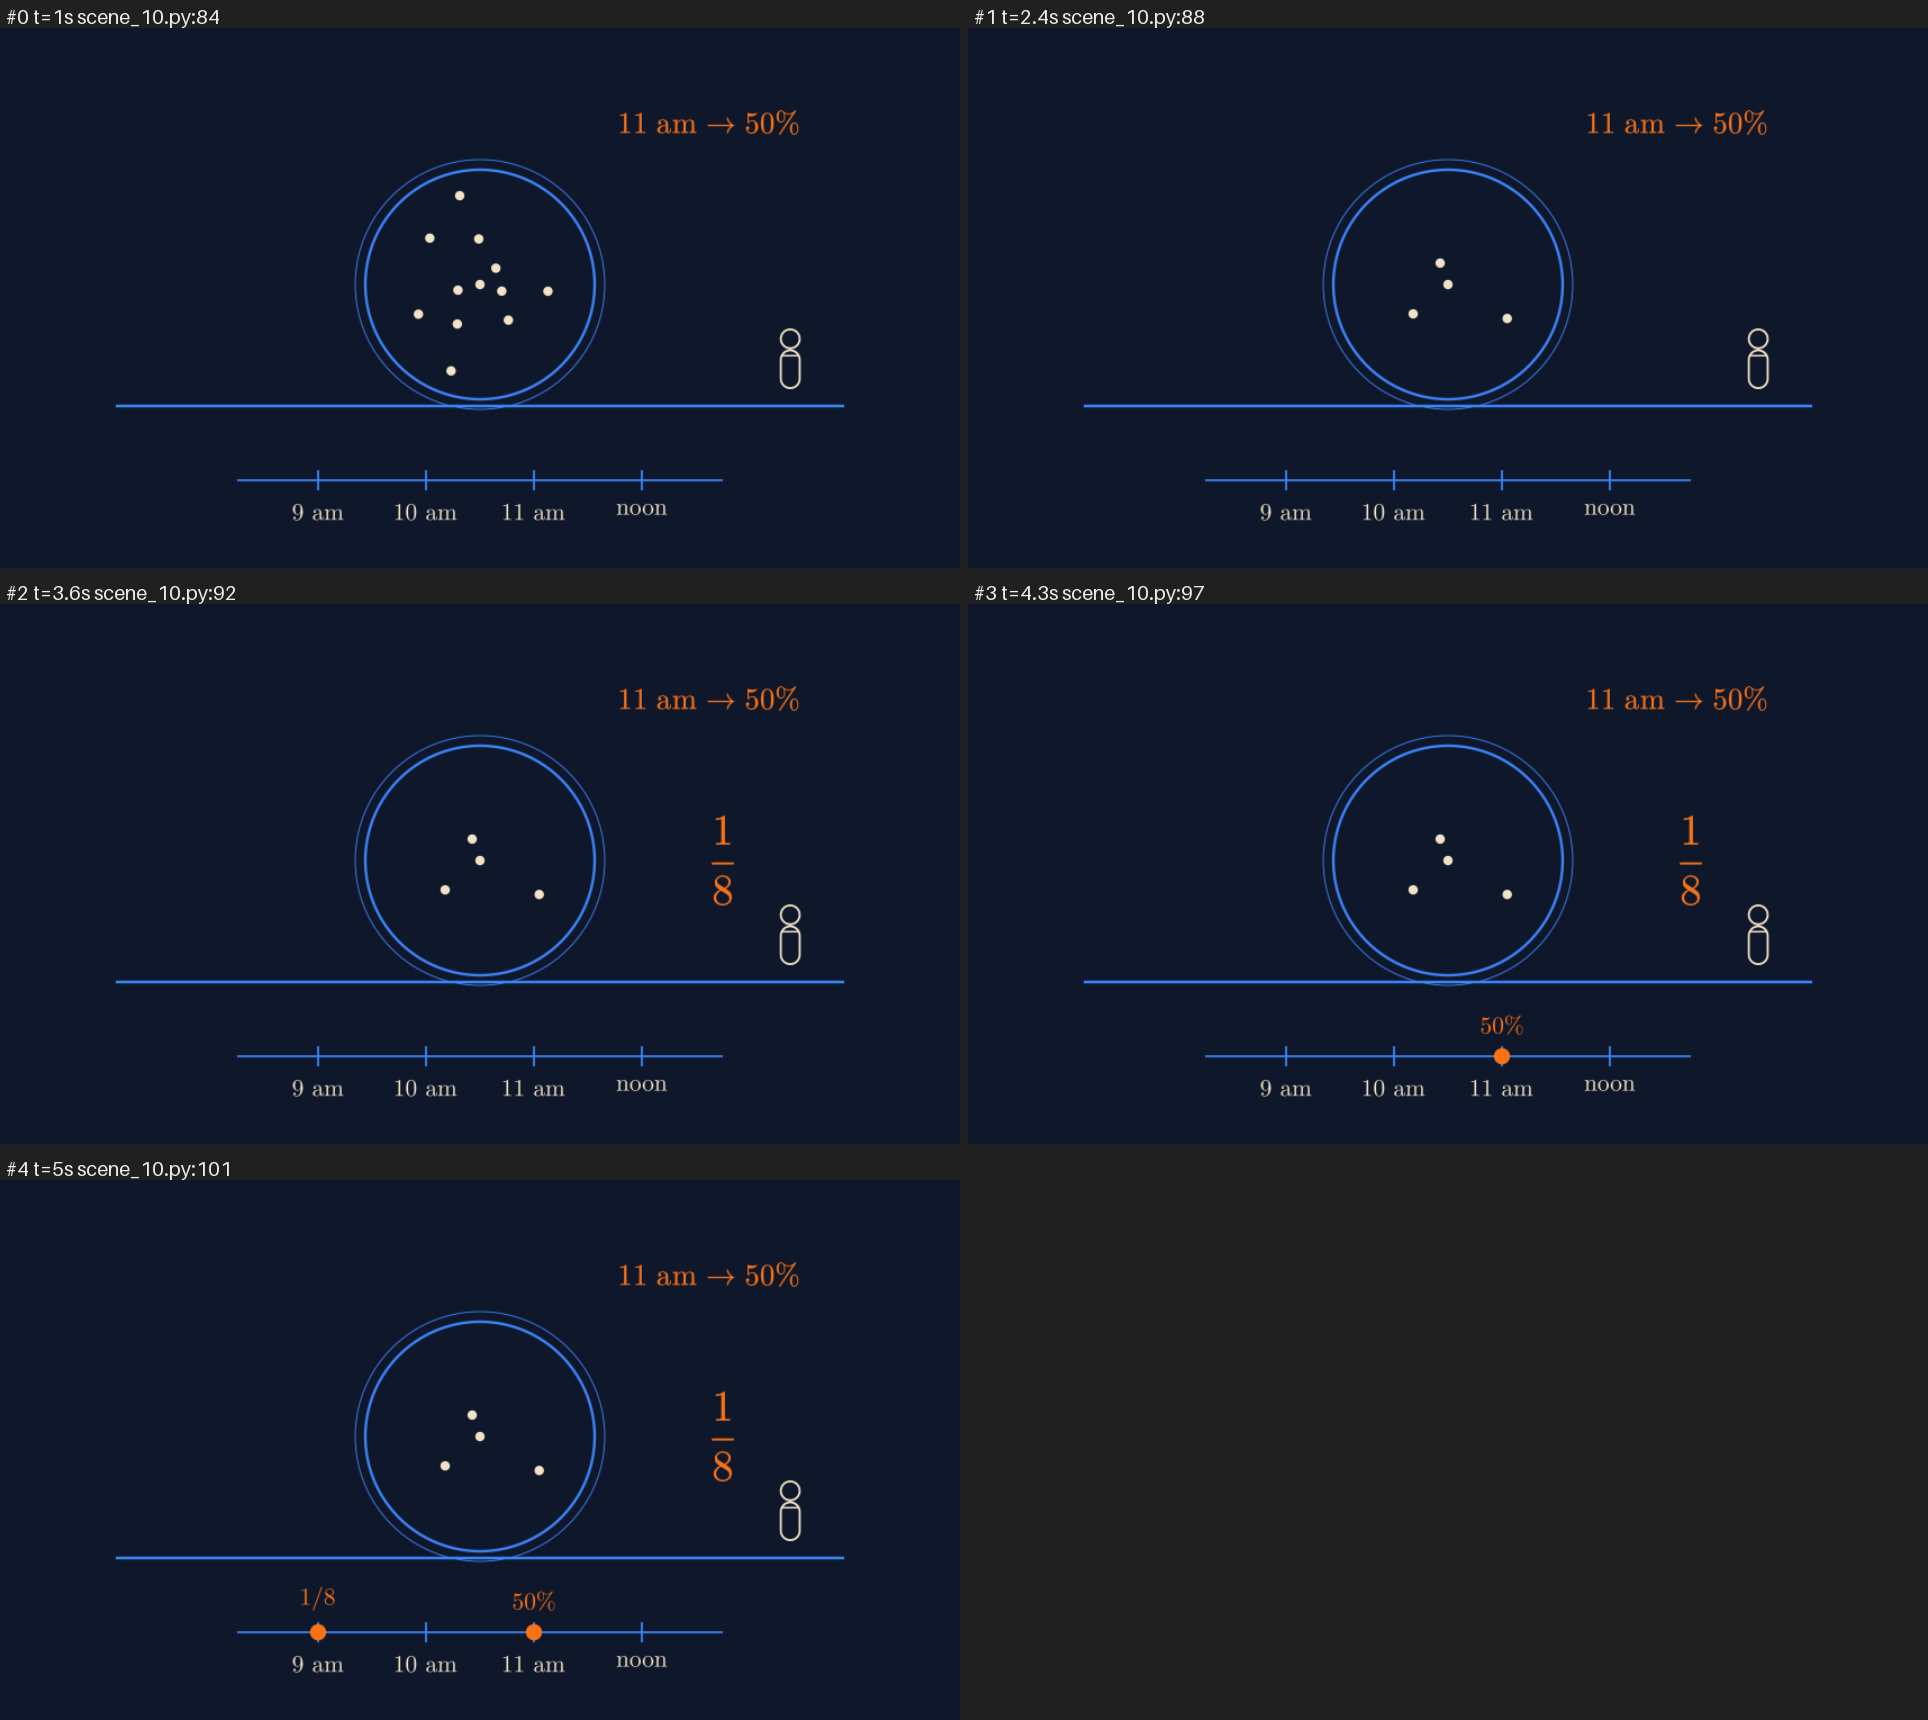 #0 t=1s scene_10.py:84
11 am → 50%
9 am 10 am 11 am noon
#1 t=2.4s scene_10.py:88
11 am → 50%
9 am 10 am 11 am noon
#2 t=3.6s scene_10.py:92
11 am → 50%
1
8
9 am 10 am 11 am noon
#3 t=4.3s scene_10.py:97
11 am → 50%
1
8
50%
9 am 10 am 11 am noon
#4 t=5s scene_10.py:101
11 am → 50%
1
8
1/8 50%
9 am 10 am 11 am noon